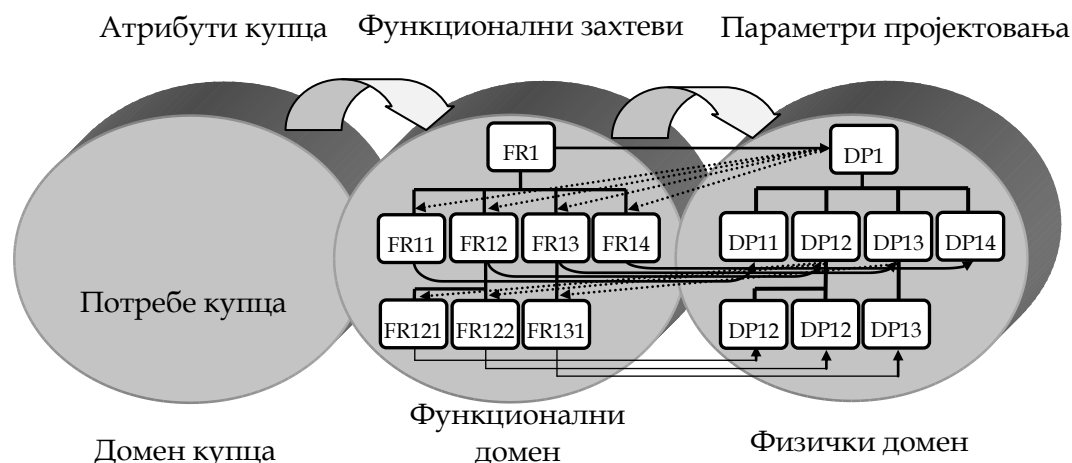 Атрибути купца
Функционални захтеви
Параметри пројектовања
FR1
DP1
FR11
FR12
FR13
FR14
DP11
DP12
DP13
DP14
Потребе купца
FR121
FR122
FR131
DP12
DP12
DP13
Домен купца
Функционални
домен
Физички домен